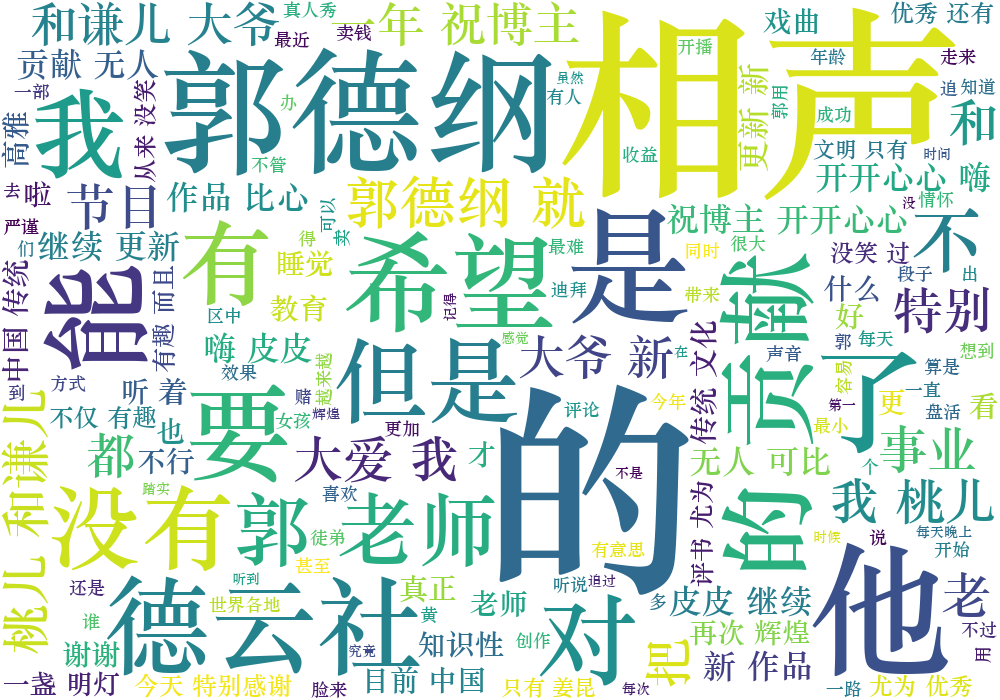 和谦儿 大爷
真人秀
最近
卖钱
一年 祝博主
戏曲
优秀 还有
贡献 无人
一部
郭德纲
相声
开播
年龄
走来
虽然
有人
办
我
高雅
从来 没笑
不管
收益
更新 新
郭用
成功
追
知道
和
文明 只有
时间
开开心心 嗨
去
啦
节目
作品 比心
郭德纲 就
可以
卖
祝博主 开开心心
没
情怀
不
严谨
们
继续 更新
有
得
睡觉
希望
最难
是
同时
很大
没笑 过
段子
出
中国 传统
到
能
有趣 而且
教育
区中
记得
迪拜
带来
贡献
什么
特别
好
嗨 皮皮
效果
越来越
但是
感觉
大爷 新
在
传统 文化
声音
郭
每天
想到
方式
听 着
女孩
赌
辉煌
评论
今年
了
容易
算是
一直
第一
盘活
更
看
不仅 有趣
也
要
更加
的
最小
桃儿 和谦儿
都
不行
大爱 我
才
不是
无人 可比
个
事业
没有
踏实
郭
老师
喜欢
徒弟
甚至
有意思
评书 尤为
的
我 桃儿
时候
说
每天晚上
开始
还是
谁
德云社
听到
世界各地
真正
黄
老师
听说
追过
对
创作
多
皮皮 继续
他
老
不过
谢谢
究竟
知识性
把
再次 辉煌
用
一盏 明灯
今天 特别感谢
脸来
目前 中国
只有 姜昆
每次
新 作品
一路
尤为 优秀